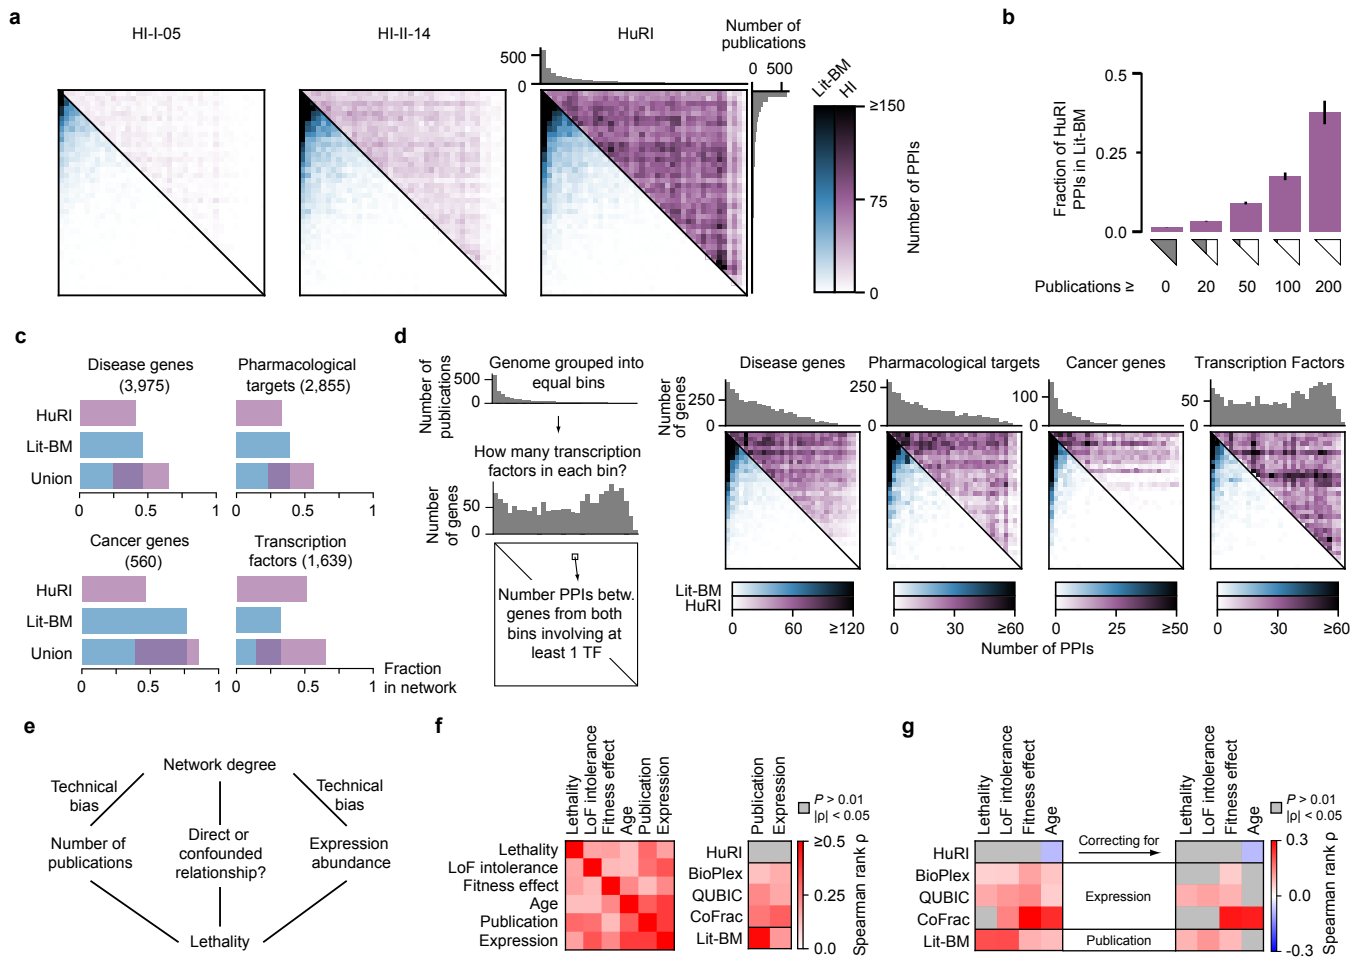 a
HI-I-05
HI-II-14
HuRI
500
0
Number of
publications
0 500
Lit-BM
HI
≥150
75
0
Number of PPIs
b
Fraction of HuRI
PPIs in Lit-BM
0.5
0.25
0.0
Publications ≥ 0 20 50 100 200
c
Disease genes
(3,975)
Pharmacological
targets (2,855)
HuRI
Lit-BM
Union
0 0.5 1
0 0.5 1
Cancer genes
(560)
Transcription
factors (1,639)
HuRI
Lit-BM
Union
0 0.5 1
0 0.5 1
Fraction
in network
d
Number of
publications
500
0
Genome grouped into
equal bins
How many transcription
factors in each bin?
Number
of genes
50
0
Number PPIs betw.
genes from both
bins involving at
least 1 TF
Disease genes
Pharmacological targets
Cancer genes
Transcription Factors
Number
of genes
250
0
250
0
100
0
50
0
Lit-BM
HuRI
0 60 ≥120
0 30 ≥60
0 25 ≥50
0 30 ≥60
Number of PPIs
e
Network degree
Technical
bias
Technical
bias
Number of
publications
Direct or
confounded
relationship?
Expression
abundance
Lethality
f
Lethality
LoF intolerance
Fitness effect
Age
Publication
Expression
Lethality
LoF intolerance
Fitness effect
Age
Publication
Expression
Publication
Expression
HuRI
BioPlex
QUBIC
CoFrac
Lit-BM
P > 0.01
|ρ| < 0.05
≥0.5
0.25
0.0
Spearman rank ρ
g
Lethality
LoF intolerance
Fitness effect
Age
HuRI
BioPlex
QUBIC
CoFrac
Lit-BM
Correcting for
Expression
Publication
Lethality
LoF intolerance
Fitness effect
Age
P > 0.01
|ρ| < 0.05
0.3
0.0
-0.3
Spearman rank ρ